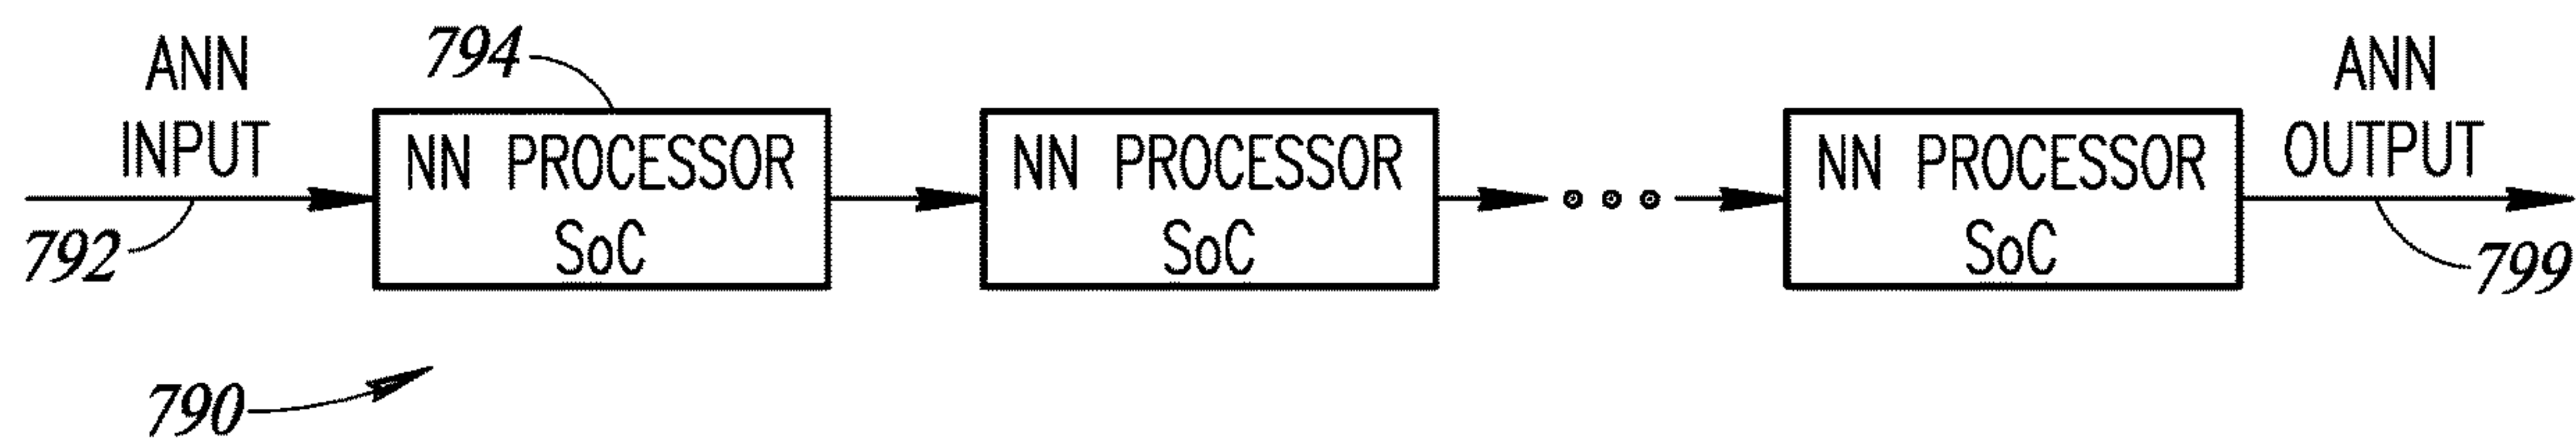 794
ANN
INPUT
792
NN PROCESSOR
SoC
NN PROCESSOR
SoC
NN PROCESSOR
SoC
ANN
OUTPUT
799
790